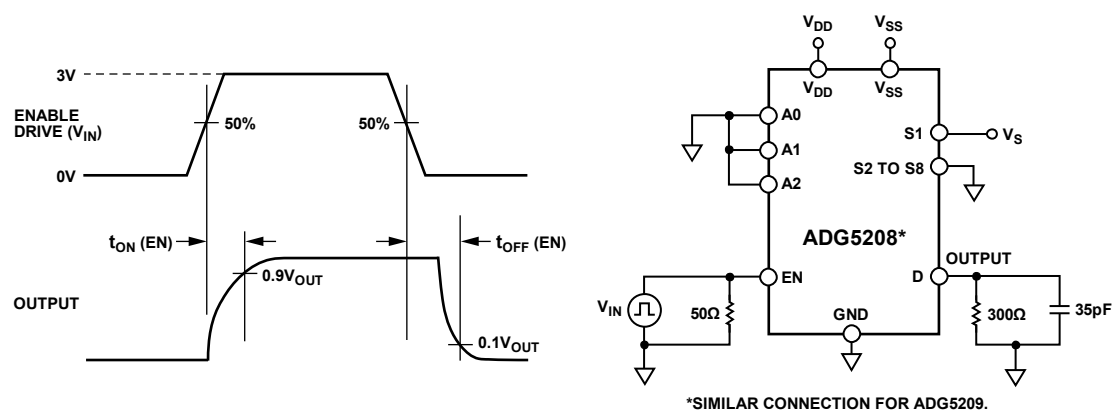 3V
ENABLE
DRIVE (VIN)
50%
50%
0V
tON (EN)
tOFF (EN)
0.9VOUT
OUTPUT
0.1VOUT
VDD
VSS
VDD
VSS
A0
A1
A2
S1
VS
S2 TO S8
ADG5208*
OUTPUT
EN
D
VIN
50Ω
GND
300Ω
35pF
*SIMILAR CONNECTION FOR ADG5209.